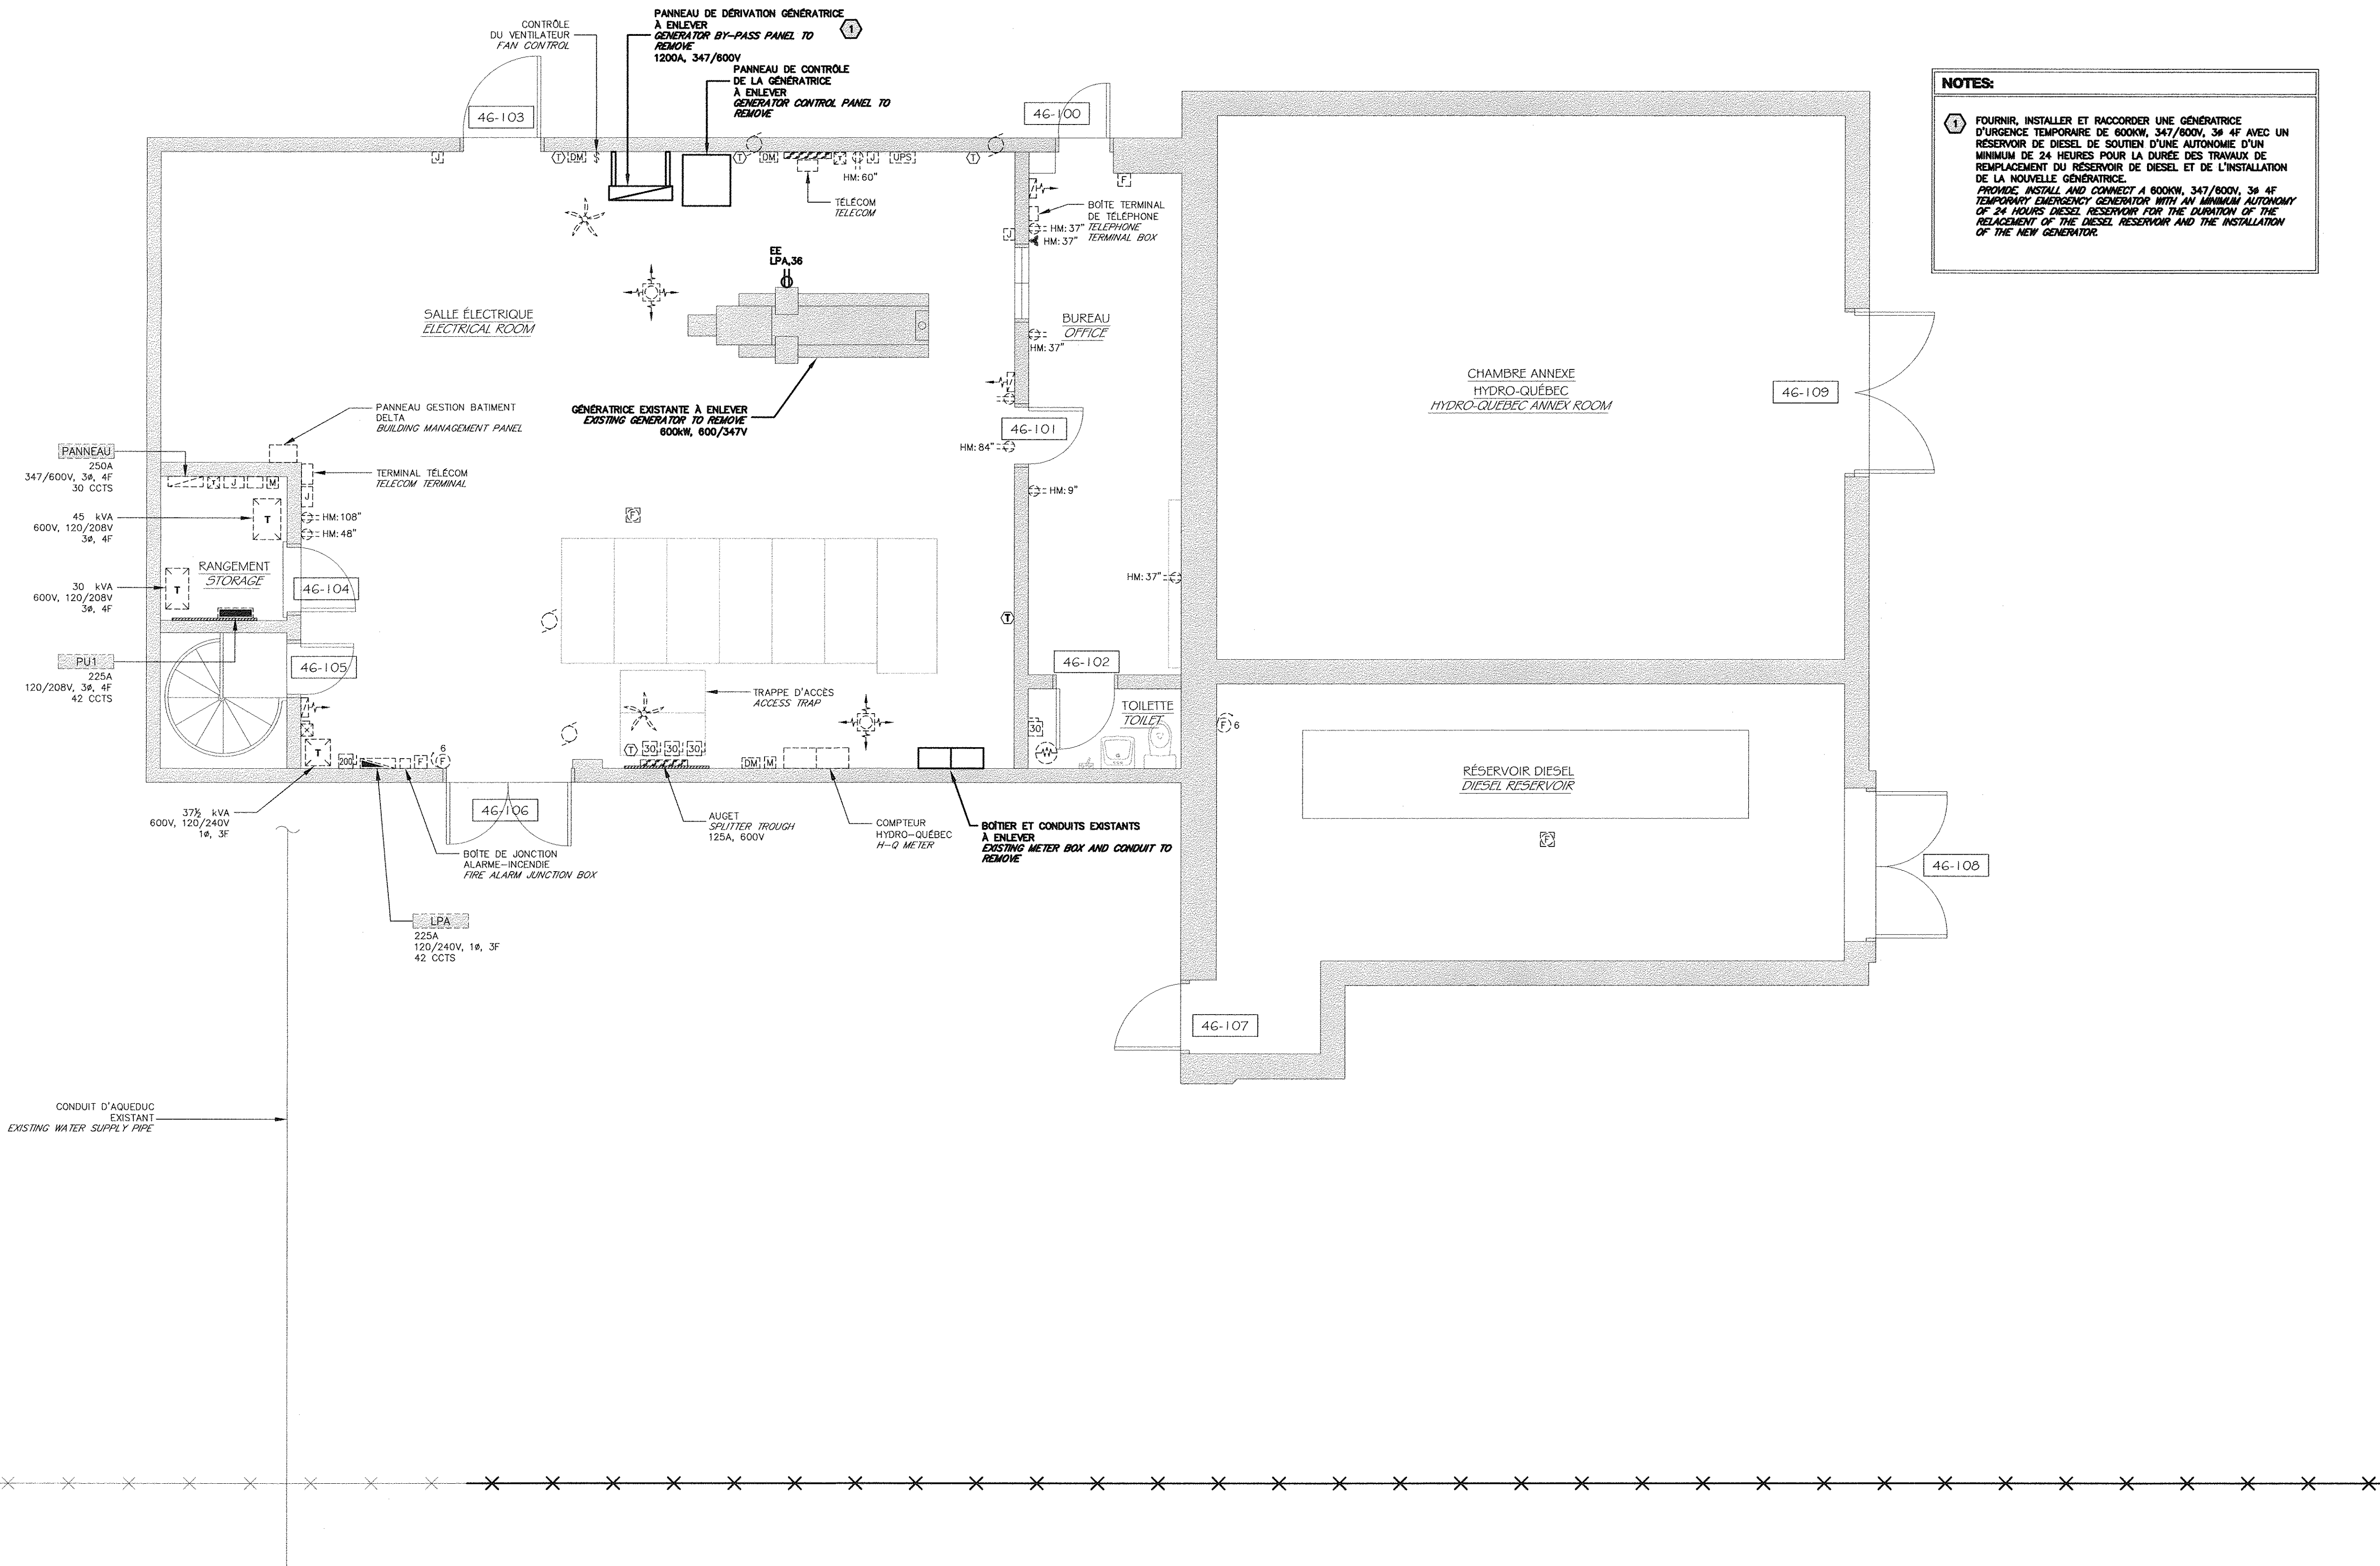 CONTRÔLE
DU VENTILATEUR
FAN CONTROL
PANNEAU DE DÉRIVATION GÉNÉRATRICE
À ENLEVER
GENERATOR BY-PASS PANEL TO
REMOVE
1200A, 347/600V
1
PANNEAU DE CONTRÔLE
DE LA GÉNÉRATRICE
À ENLEVER
GENERATOR CONTROL PANEL TO
REMOVE
46-103
46-100
J
T
DM
$
T
DM
T
J
UPS
T
HM: 60"
TÉLÉCOM
TELECOM
F
BOÎTE TERMINAL
DE TÉLÉPHONE
TELEPHONE
TERMINAL BOX
HM: 37"
HM: 37"
J
EE
LPA,36
SALLE ÉLECTRIQUE
ELECTRICAL ROOM
BUREAU
OFFICE
HM: 37"
GÉNÉRATRICE EXISTANTE À ENLEVER
EXISTING GENERATOR TO REMOVE
600kW, 600/347V
46-101
HM: 84"
HM: 9"
HM: 37"
CHAMBRE ANNEXE
HYDRO-QUÉBEC
HYDRO-QUEBEC ANNEX ROOM
46-109
NOTES:
1
FOURNIR, INSTALLER ET RACCORDER UNE GÉNÉRATRICE
D'URGENCE TEMPORAIRE DE 600KW, 347/600V, 3ø 4F AVEC UN
RÉSERVOIR DE DIESEL DE SOUTIEN D'UNE AUTONOMIE D'UN
MINIMUM DE 24 HEURES POUR LA DURÉE DES TRAVAUX DE
REMPLACEMENT DU RÉSERVOIR DE DIESEL ET DE L'INSTALLATION
DE LA NOUVELLE GÉNÉRATRICE.
PROVIDE, INSTALL AND CONNECT A 600KW, 347/600V, 3ø 4F
TEMPORARY EMERGENCY GENERATOR WITH AN MINIMUM AUTONOMY
OF 24 HOURS DIESEL RESERVOIR FOR THE DURATION OF THE
RELACEMENT OF THE DIESEL RESERVOIR AND THE INSTALLATION
OF THE NEW GENERATOR.
PANNEAU GESTION BATIMENT
DELTA
BUILDING MANAGEMENT PANEL
PANNEAU
250A
347/600V, 3ø, 4F
30 CCTS
T
J
M
TERMINAL TÉLÉCOM
TELECOM TERMINAL
J
45 kVA
600V, 120/208V
3ø, 4F
T
HM: 108"
HM: 48"
F
RANGEMENT
STORAGE
30 kVA
600V, 120/208V
3ø, 4F
T
46-104
T
PU1
225A
120/208V, 3ø, 4F
42 CCTS
46-105
46-102
TRAPPE D'ACCÈS
ACCESS TRAP
TOILETTE
TOILET
30
F 6
T
200
F
6
F
T
30
30
30
DM
M
37½ kVA
600V, 120/240V
1ø, 3F
46-106
AUGET
SPLITTER TROUGH
125A, 600V
COMPTEUR
HYDRO-QUÉBEC
H-Q METER
BOÎTIER ET CONDUITS EXISTANTS
À ENLEVER
EXISTING METER BOX AND CONDUIT TO
REMOVE
BOÎTE DE JONCTION
ALARME-INCENDIE
FIRE ALARM JUNCTION BOX
LPA
225A
120/240V, 1ø, 3F
42 CCTS
RÉSERVOIR DIESEL
DIESEL RESERVOIR
F
46-108
46-107
CONDUIT D'AQUEDUC
EXISTANT
EXISTING WATER SUPPLY PIPE